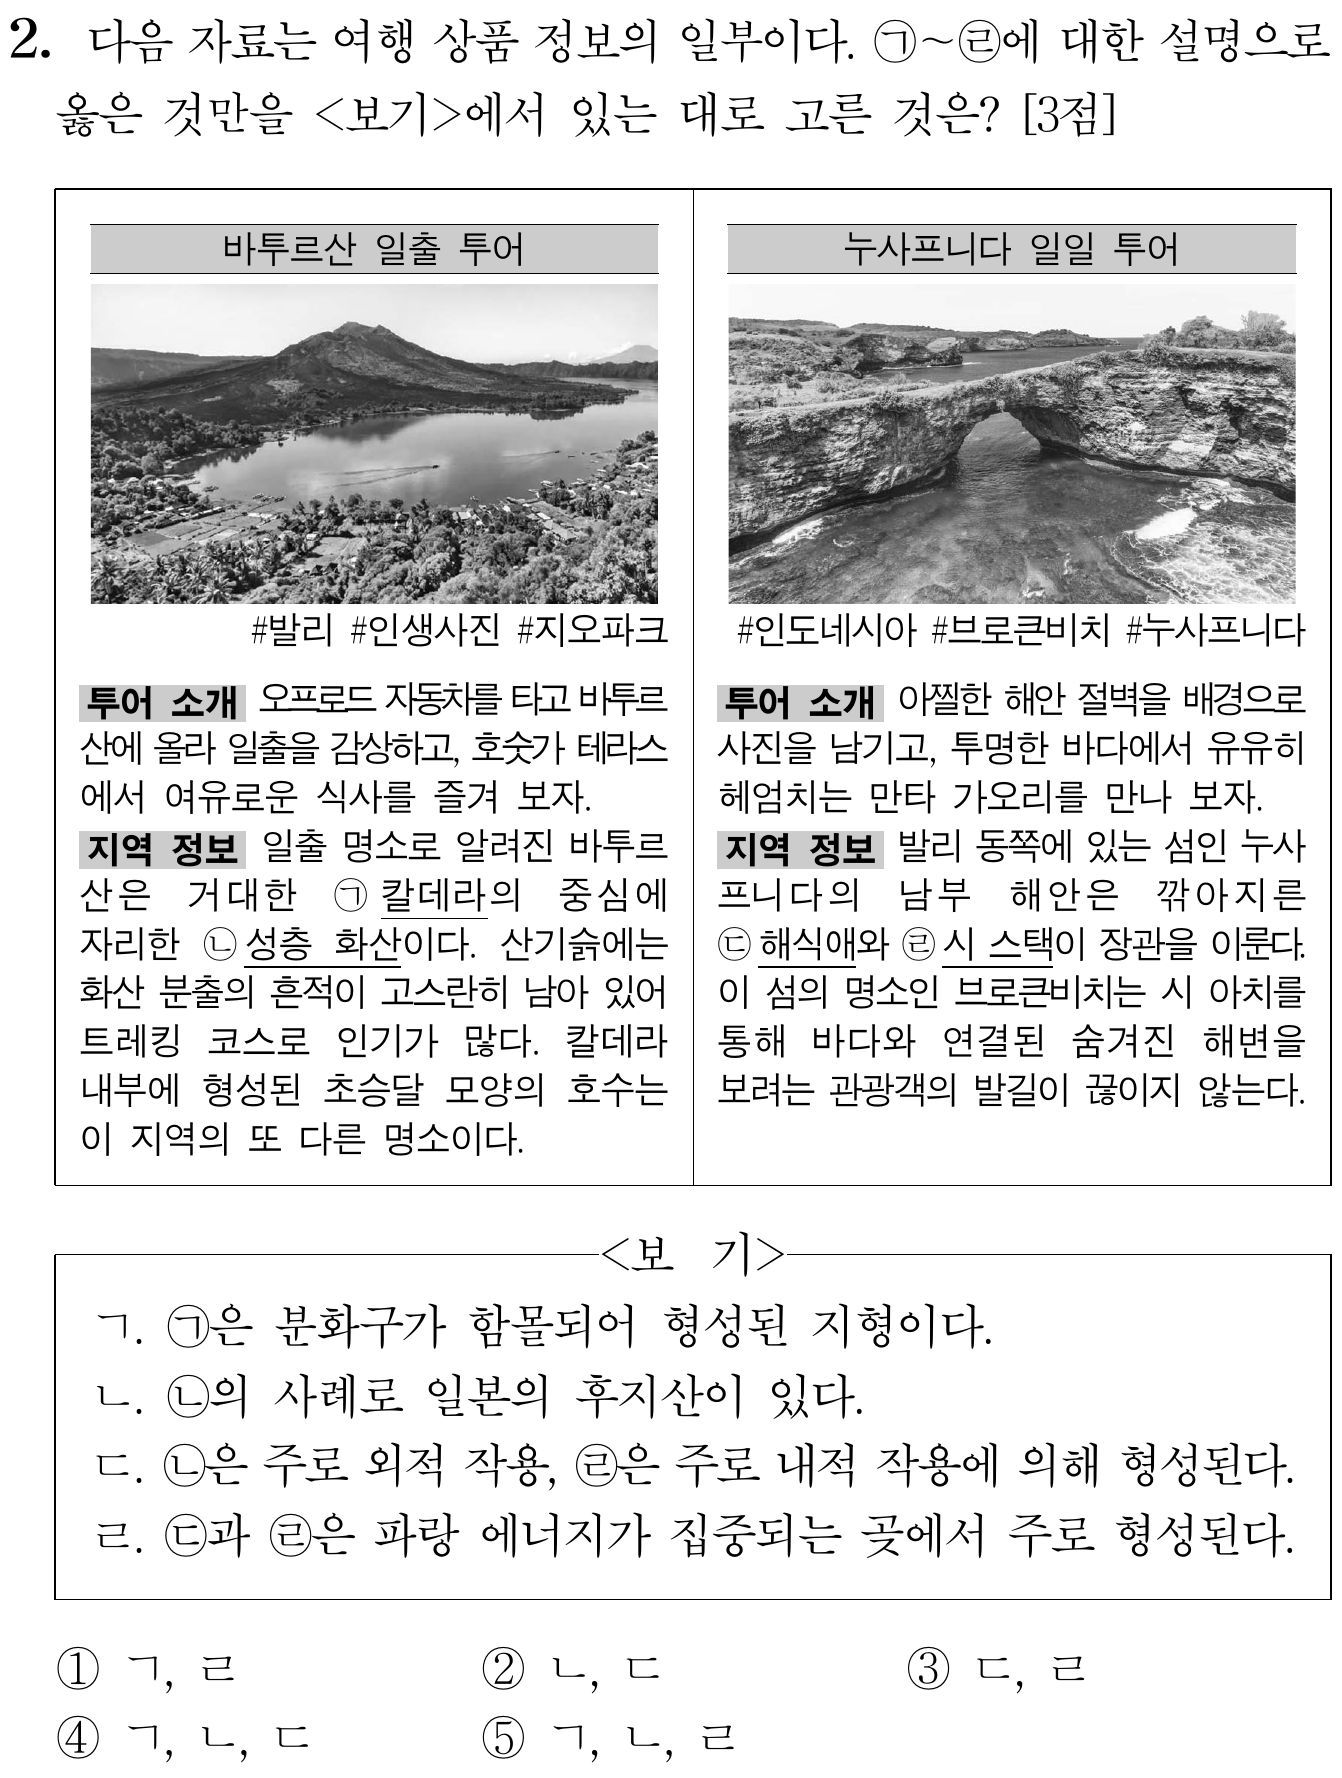 2. 다음 자료는 여행 상품 정보의 일부이다. ㉠~㉣에 대한 설명으로
옳은 것만을 <보기>에서 있는 대로 고른 것은? [3점]
바투르산 일출 투어
#발리 #인생사진 #지오파크
투어 소개 오프로드 자동차를 타고 바투르
산에 올라 일출을 감상하고, 호숫가 테라스
에서 여유로운 식사를 즐겨 보자.
지역 정보 일출 명소로 알려진 바투르
산은 거대한 ㉠ 칼데라의 중심에
자리한 ㉡ 성층 화산이다. 산기슭에는
화산 분출의 흔적이 고스란히 남아 있어
트레킹 코스로 인기가 많다. 칼데라
내부에 형성된 초승달 모양의 호수는
이 지역의 또 다른 명소이다.
누사프니다 일일 투어
#인도네시아 #브로큰비치 #누사프니다
투어 소개 아찔한 해안 절벽을 배경으로
사진을 남기고, 투명한 바다에서 유유히
헤엄치는 만타 가오리를 만나 보자.
지역 정보 발리 동쪽에 있는 섬인 누사
프니다의 남부 해안은 깎아지른
㉢ 해식애와 ㉣ 시 스택이 장관을 이룬다.
이 섬의 명소인 브로큰비치는 시 아치를
통해 바다와 연결된 숨겨진 해변을
보려는 관광객의 발길이 끊이지 않는다.
<보 기>
ㄱ. ㉠은 분화구가 함몰되어 형성된 지형이다.
ㄴ. ㉡의 사례로 일본의 후지산이 있다.
ㄷ. ㉡은 주로 외적 작용, ㉣은 주로 내적 작용에 의해 형성된다.
ㄹ. ㉢과 ㉣은 파랑 에너지가 집중되는 곶에서 주로 형성된다.
① ㄱ, ㄹ ② ㄴ, ㄷ ③ ㄷ, ㄹ
④ ㄱ, ㄴ, ㄷ ⑤ ㄱ, ㄴ, ㄹ